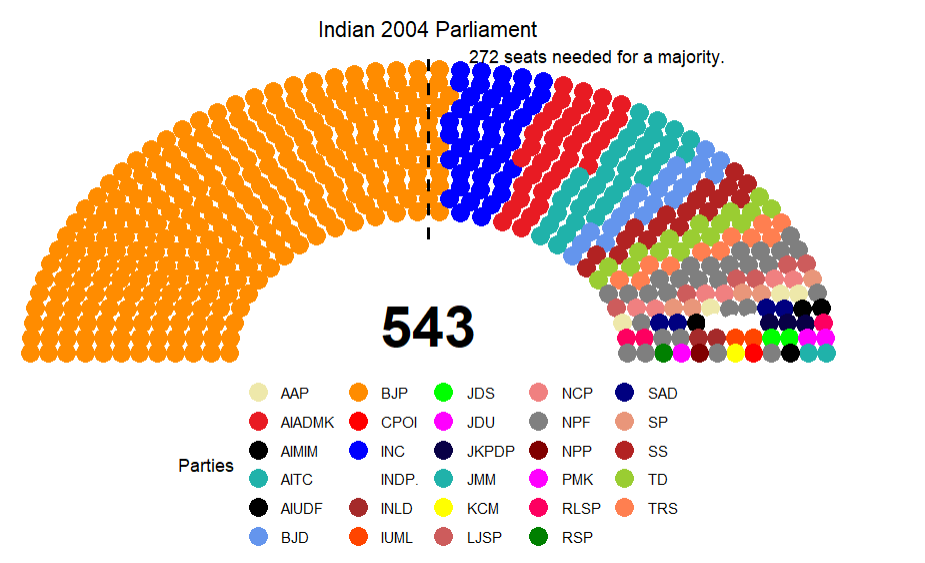 Indian 2004 Parliament
272 seats needed for a majority.
543
Parties
AAP BJP JDS NCP SAD
AIADMK CPOI JDU NPF SP
AIMIM INC JKPDP NPP SS
AITC INDP. JMM PMK TD
AIUDF INLD KCM RLSP TRS
BJD IUML LJSP RSP